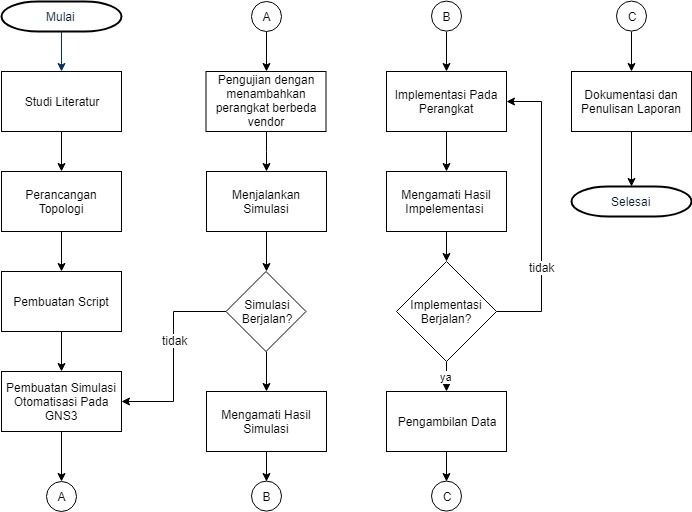 Mulai
Studi Literatur
Perancangan
Topologi
Pembuatan Script
Pembuatan Simulasi
Otomatisasi Pada
GNS3
A
A
Pengujian dengan
menambahkan
perangkat berbeda
vendor
Menjalankan
Simulasi
Simulasi
Berjalan?
tidak
Mengamati Hasil
Simulasi
B
B
Implementasi Pada
Perangkat
Mengamati Hasil
Impelementasi
Implementasi
Berjalan?
tidak
ya
Pengambilan Data
C
C
Dokumentasi dan
Penulisan Laporan
Selesai